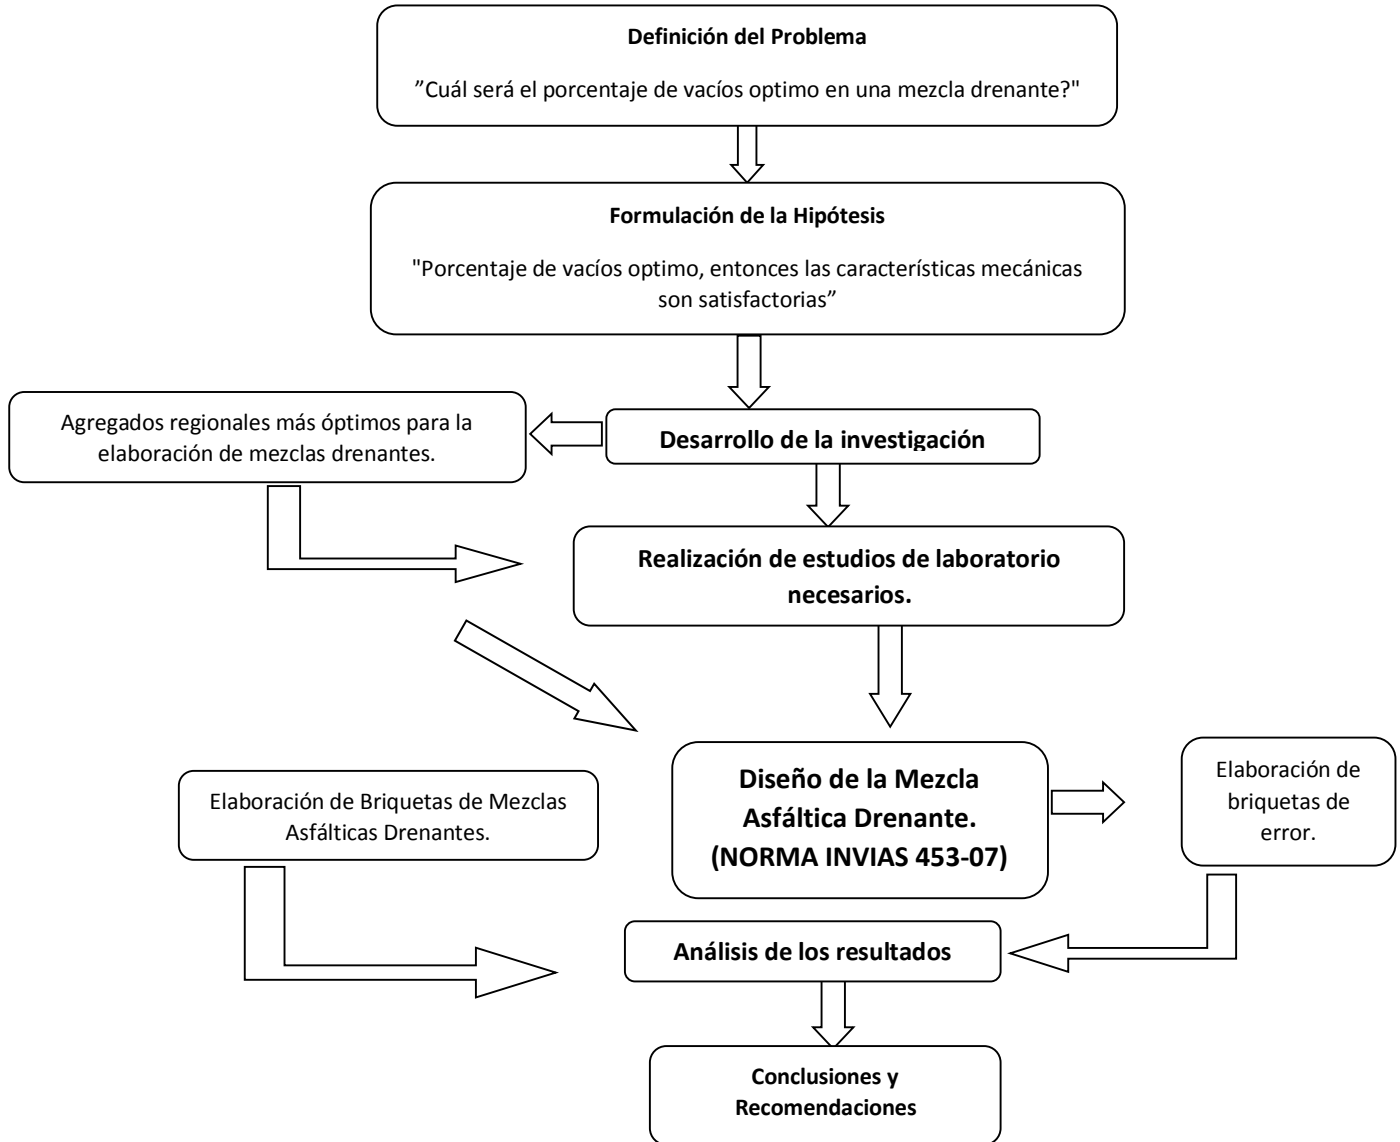 Definición del Problema
”Cuál será el porcentaje de vacíos optimo en una mezcla drenante?"
Formulación de la Hipótesis
"Porcentaje de vacíos optimo, entonces las características mecánicas
son satisfactorias”
Agregados regionales más óptimos para la
elaboración de mezclas drenantes.
Desarrollo de la investigación
Realización de estudios de laboratorio
necesarios.
Elaboración de Briquetas de Mezclas
Asfálticas Drenantes.
Diseño de la Mezcla
Asfáltica Drenante.
(NORMA INVIAS 453-07)
Elaboración de
briquetas de
error.
Análisis de los resultados
Conclusiones y
Recomendaciones